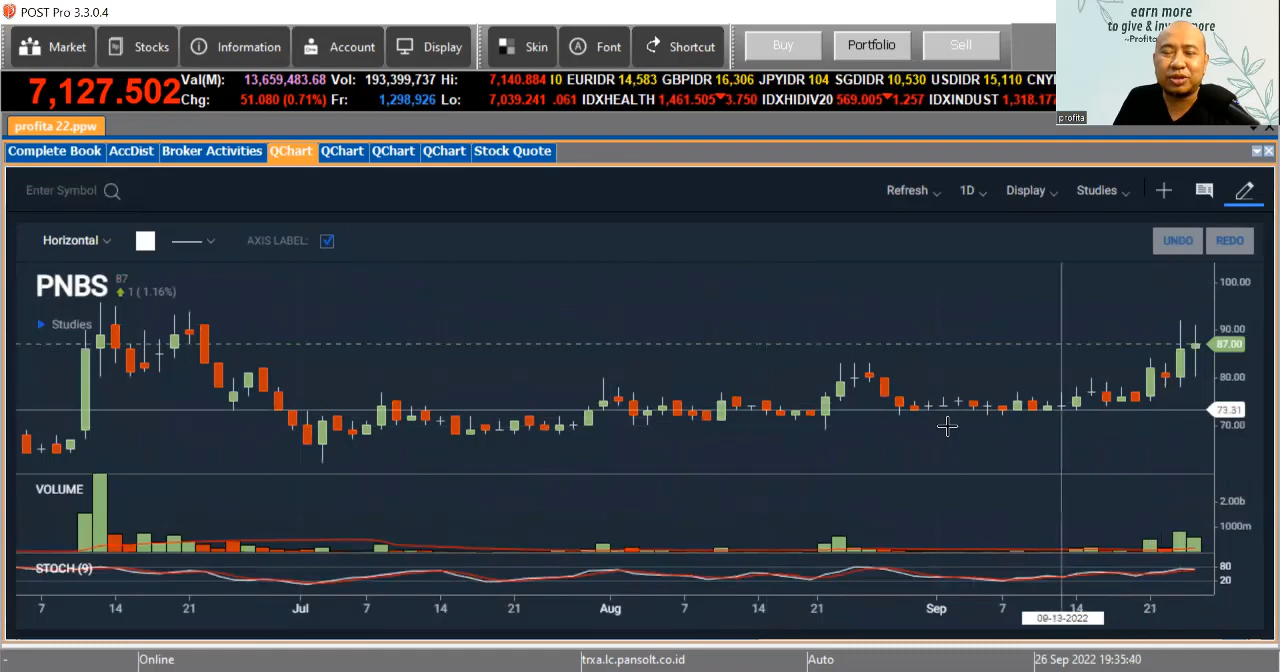 POST Pro 3.3.0.4
Market Stocks Information Account Display Skin Font Shortcut Buy Portfolio Sell
earn more
to give & invest more
~Profita
profita
7,127.502 Val(M): 13,659,483.68 Vol: 193,399,737 Hi: 7,140.884 I0 EURIDR 14,583 GBPIDR 16,306 JPYIDR 104 SGDIDR 10,530 USDIDR 15,110 CNYI
Chg: 51.080 (0.71%) Fr: 1,298,926 Lo: 7,039.241 .061 IDXHEALTH 1,461.505 3.750 IDXHIDIV20 569.005 1.257 IDXINDUST 1,318.177
profita 22.ppw
Complete Book AccDist Broker Activities QChart QChart QChart QChart Stock Quote
Enter Symbol Refresh 1D Display Studies
Horizontal AXIS LABEL: UNDO REDO
PNBS 87
1 ( 1.16%)
Studies
100.00
90.00
87.00
80.00
73.31
70.00
VOLUME
2.00b
1000m
STOCH (9)
80
20
7 14 21 Jul 7 14 21 Aug 7 14 21 Sep 7 14 21
09-13-2022
- Online trxa.lc.pansolt.co.id Auto 26 Sep 2022 19:35:40